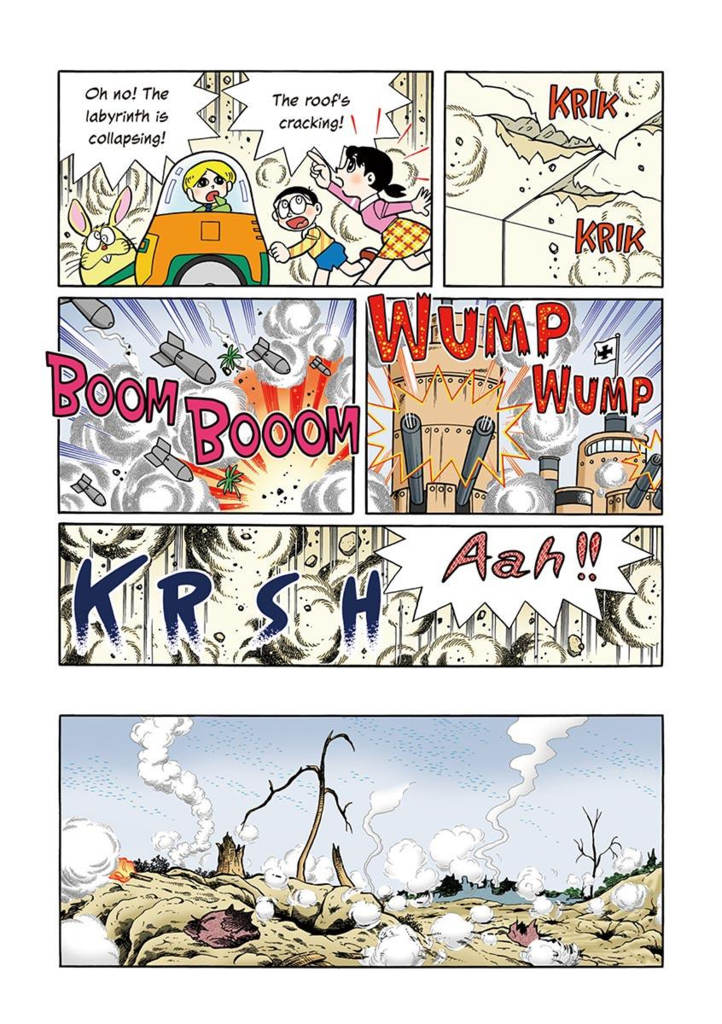 Oh no! The
labyrinth is
collapsing!
The roof's
cracking!
KRIK
KRIK
BOOM
BOOOM
WUMP
WUMP
KRSH
Aah!!